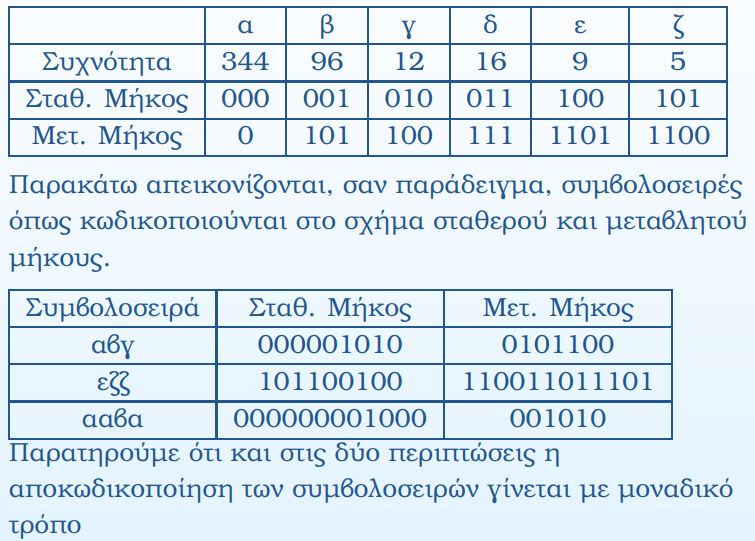 α β γ δ ε ζ
Συχνότητα 344 96 12 16 9 5
Σταθ. Μήκος 000 001 010 011 100 101
Μετ. Μήκος 0 101 100 111 1101 1100
Παρακάτω απεικονίζονται, σαν παράδειγμα, συμβολοσειρές
όπως κωδικοποιούνται στο σχήμα σταθερού και μεταβλητού
μήκους.
Συμβολοσειρά Σταθ. Μήκος Μετ. Μήκος
αβγ 000001010 0101100
εζζ 101100100 110011011101
ααβα 000000001000 001010
Παρατηρούμε ότι και στις δύο περιπτώσεις η
αποκωδικοποίηση των συμβολοσειρών γίνεται με μοναδικό
τρόπο